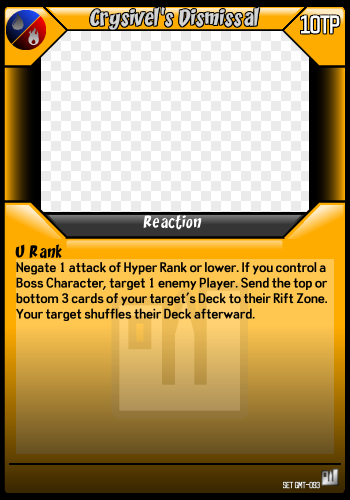 Crysivel's Dismissal
10TP
Reaction
U Rank
Negate 1 attack of Hyper Rank or lower. If you control a
Boss Character, target 1 enemy Player. Send the top or
bottom 3 cards of your target's Deck to their Rift Zone.
Your target shuffles their Deck afterward.
SET GMT-093